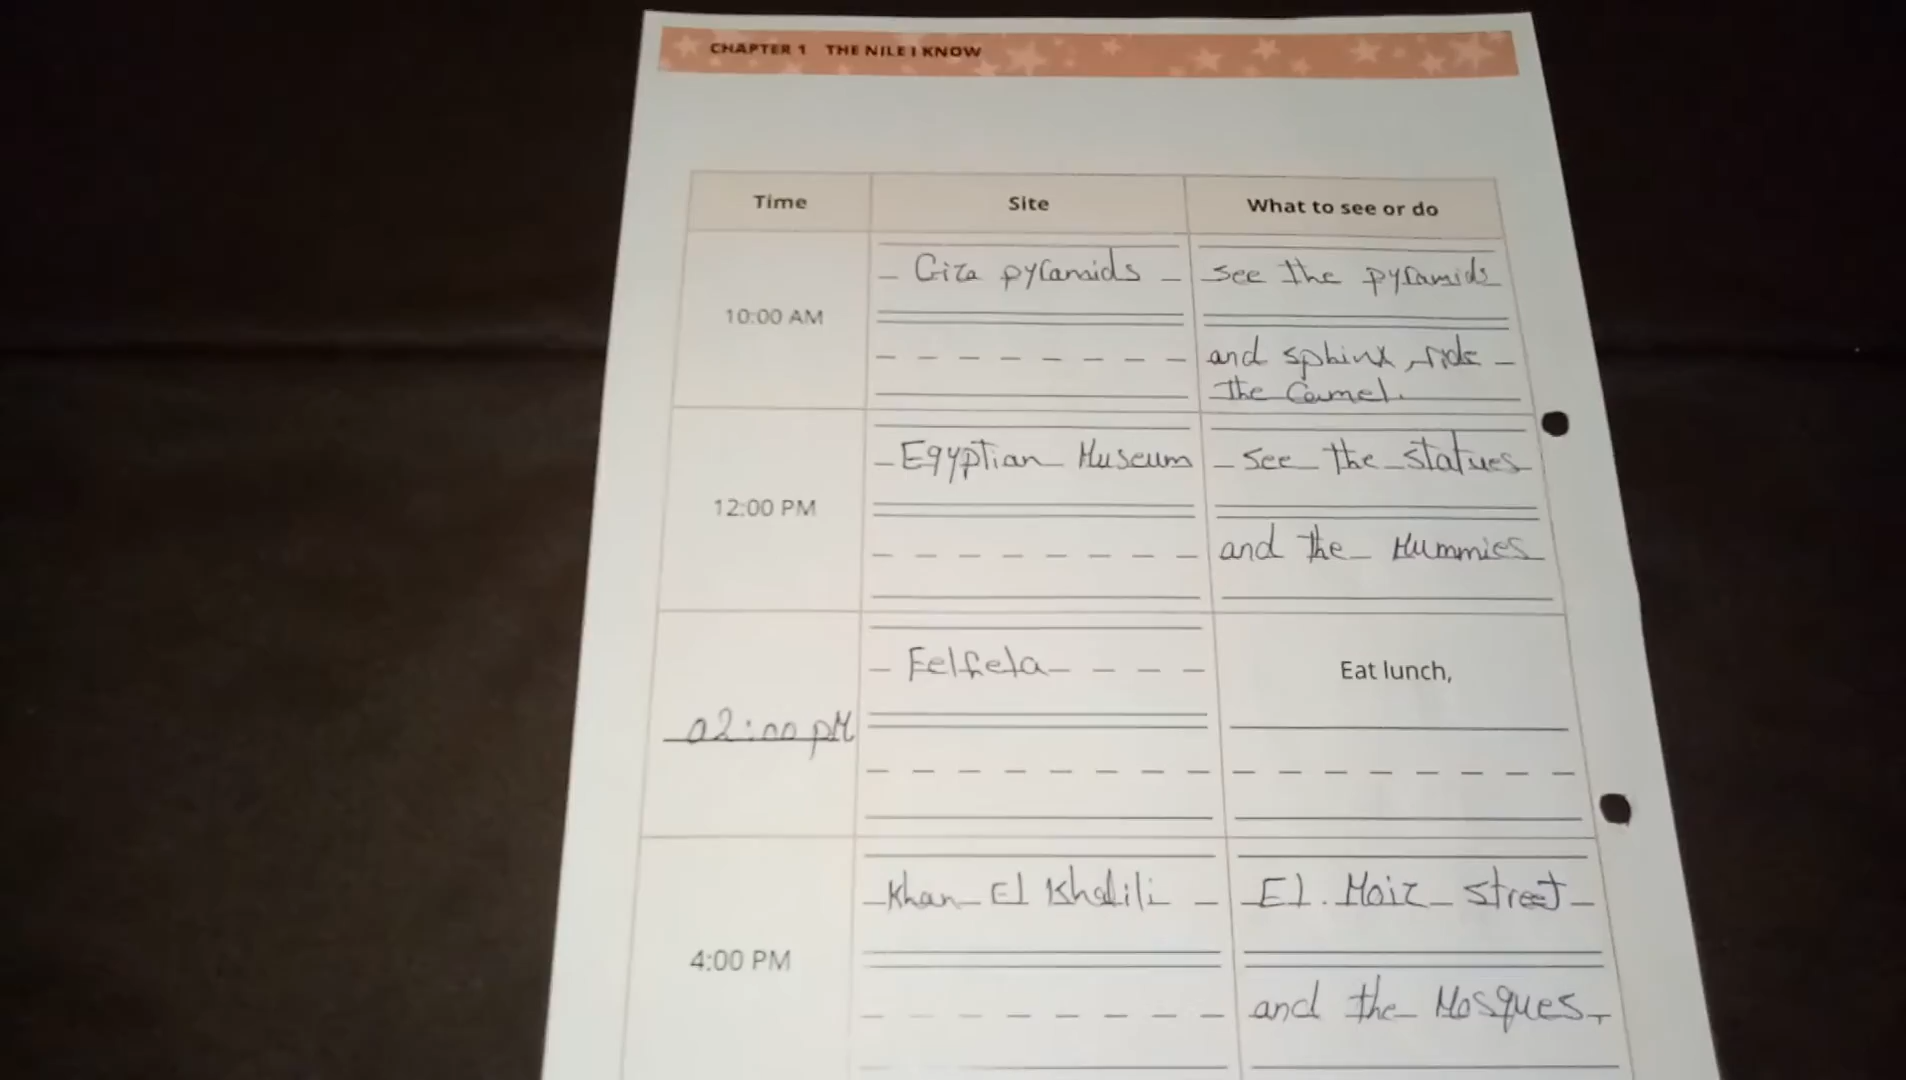 CHAPTER 1 THE NILE I KNOW
Time Site What to see or do
10:00 AM
Giza pyramids
see the pyramids
and sphinx, ride
the Camel.
12:00 PM
Egyptian Museum
see the statues
and the Mummies
02:00 pM
Felfela
Eat lunch,
4:00 PM
Khan El Khalili
El. Moiz street
and the Mosques.